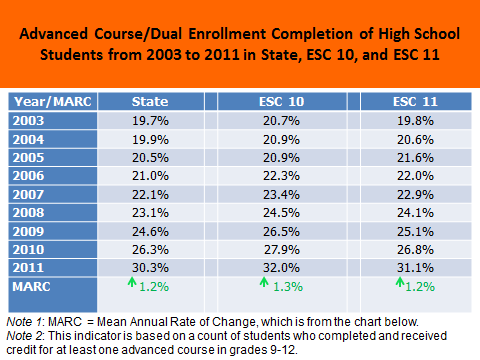 Advanced Course/Dual Enrollment Completion of High School
Students from 2003 to 2011 in State, ESC 10, and ESC 11
Year/MARC State ESC 10 ESC 11
2003 19.7% 20.7% 19.8%
2004 19.9% 20.9% 20.6%
2005 20.5% 20.9% 21.6%
2006 21.0% 22.3% 22.0%
2007 22.1% 23.4% 22.9%
2008 23.1% 24.5% 24.1%
2009 24.6% 26.5% 25.1%
2010 26.3% 27.9% 26.8%
2011 30.3% 32.0% 31.1%
MARC 1.2% 1.3% 1.2%
Note 1: MARC = Mean Annual Rate of Change, which is from the chart below.
Note 2: This indicator is based on a count of students who completed and received
credit for at least one advanced course in grades 9-12.